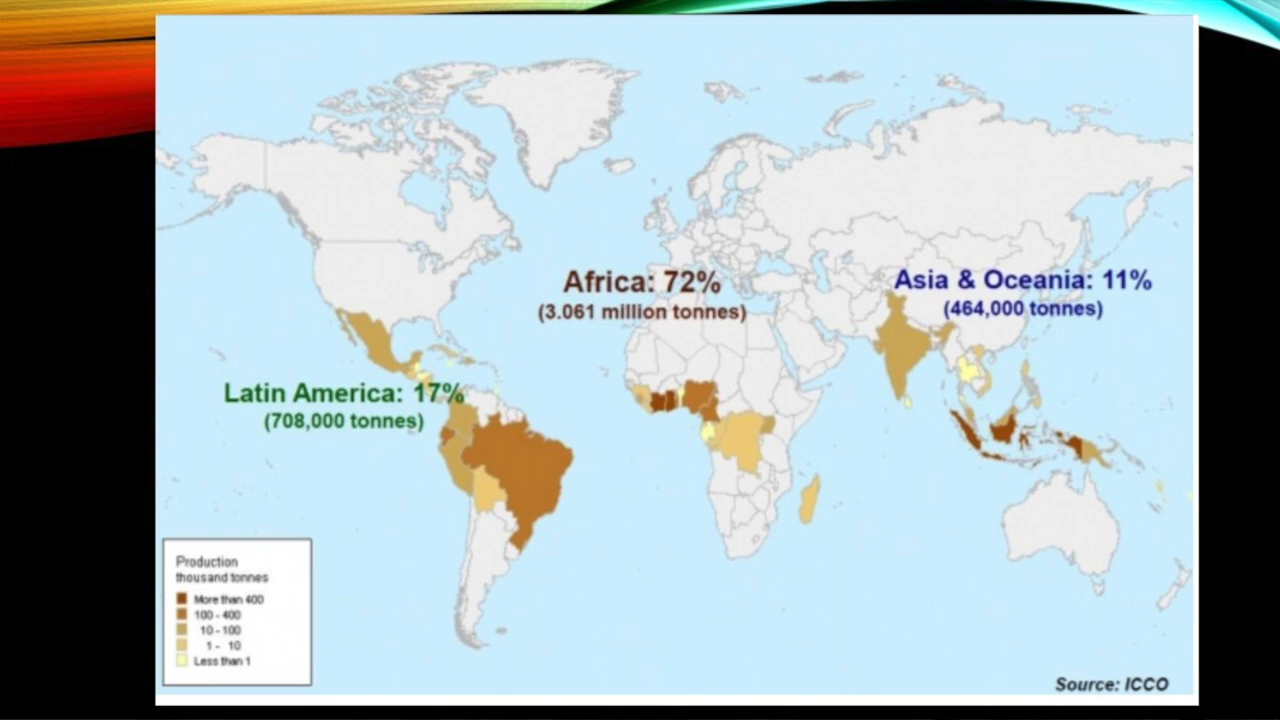 Africa: 72%
(3.061 million tonnes)
Asia & Oceania: 11%
(464,000 tonnes)
Latin America: 17%
(708,000 tonnes)
Production
thousand tonnes
More than 400
100 - 400
10 - 100
1 - 10
Less than 1
Source: ICCO